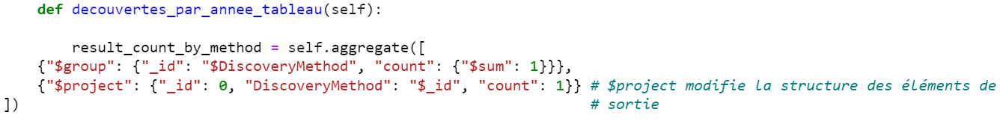 def decouvertes_par_annee_tableau(self):
result_count_by_method = self.aggregate([
{"$group": {"_id": "$DiscoveryMethod", "count": {"$sum": 1}}},
{"$project": {"_id": 0, "DiscoveryMethod": "$_id", "count": 1}} # $project modifie la structure des éléments de
]) # sortie